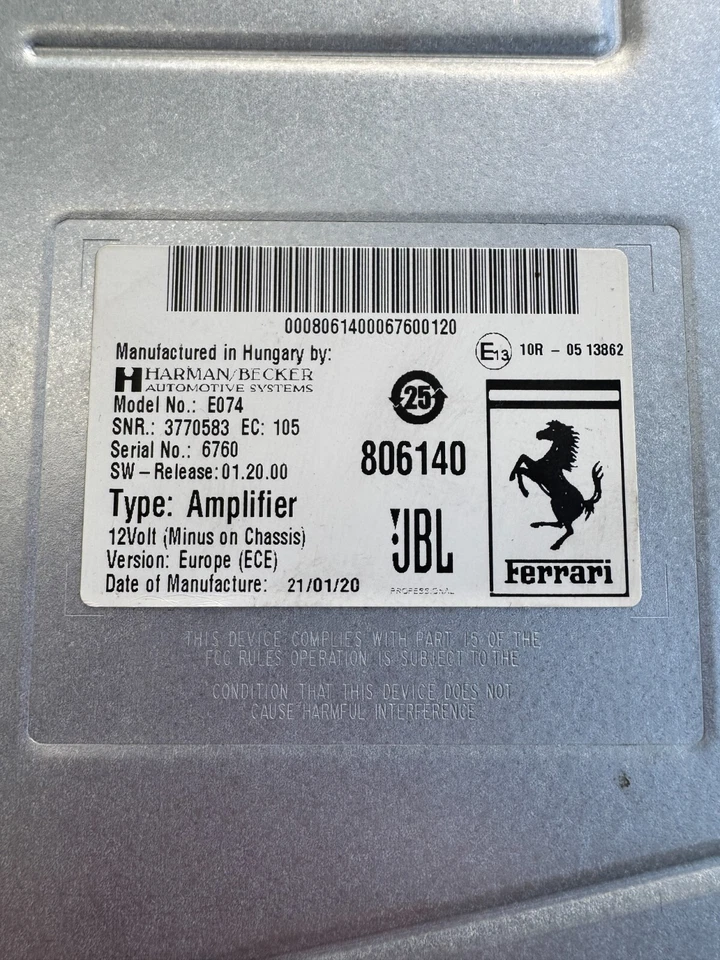 00080614000067600120
Manufactured in Hungary by:
HARMAN/BECKER
AUTOMOTIVE SYSTEMS
Model No.: E074
SNR.: 3770583 EC: 105
Serial No.: 6760
SW-Release: 01.20.00
Type: Amplifier
12Volt (Minus on Chassis)
Version: Europe (ECE)
Date of Manufacture: 21/01/20
25
806140
JBL
PROFESSIONAL
E13 10R - 05 13862
Ferrari
THIS DEVICE COMPLIES WITH PART 15 OF THE
FCC RULES OPERATION IS SUBJECT TO THE
CONDITION THAT THIS DEVICE DOES NOT
CAUSE HARMFUL INTERFERENCE